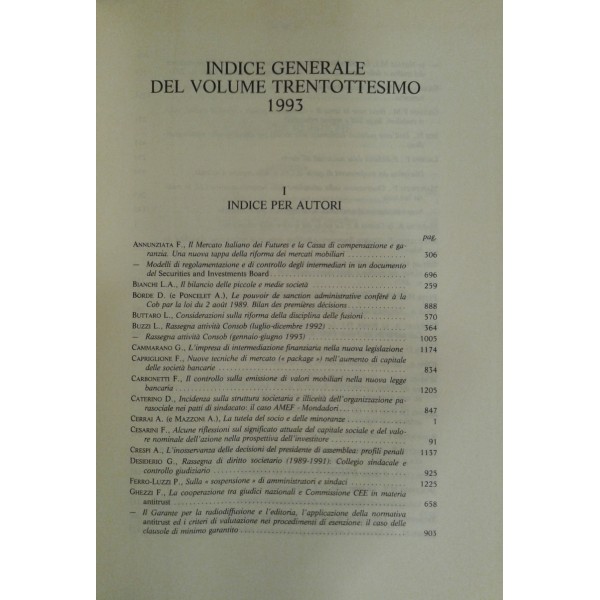 INDICE GENERALE
DEL VOLUME TRENTOTTESIMO
1993
I
INDICE PER AUTORI
pag.
ANNUNZIATA F., Il Mercato Italiano dei Futures e la Cassa di compensazione e ga-
ranzia. Una nuova tappa della riforma dei mercati mobiliari 306
— Modelli di regolamentazione e di controllo degli intermediari in un documento
del Securities and Investments Board 696
BIANCHI L.A., Il bilancio delle piccole e medie società 259
BORDE D. (e PONCELET A.), Le pouvoir de sanction administrative conféré à la
Cob par la loi du 2 août 1989. Bilan des premières décisions 888
BUTTARO L., Considerazioni sulla riforma della disciplina delle fusioni 570
BUZZI L., Rassegna attività Consob (luglio-dicembre 1992) 364
— Rassegna attività Consob (gennaio-giugno 1993) 1005
CAMMARANO G., L'impresa di intermediazione finanziaria nella nuova legislazione 1174
CAPRIGLIONE F., Nuove tecniche di mercato (« package ») nell'aumento di capitale
delle società bancarie 834
CARBONETTI F., Il controllo sulla emissione di valori mobiliari nella nuova legge
bancaria 1205
CATERINO D., Incidenza sulla struttura societaria e illiceità dell'organizzazione pa-
rasociale nei patti di sindacato: il caso AMEF - Mondadori 847
CERRAI A. (e MAZZONI A.), La tutela del socio e delle minoranze 1
CESARINI F., Alcune riflessioni sul significato attuale del capitale sociale e del valo-
re nominale dell'azione nella prospettiva dell'investitore 91
CRESPI A., L'inosservanza delle decisioni del presidente di assemblea: profili penali 1137
DESIDERIO G., Rassegna di diritto societario (1989-1991). Collegio sindacale e
controllo giudiziario 925
FERRO-LUZZI P., Sulla « sospensione » di amministratori e sindaci 1225
GHEZZI F., La cooperazione tra giudici nazionali e Commissione CEE in materia
antitrust 658
— Il Garante per la radiodiffusione e l'editoria, l'applicazione della normativa
antitrust ed i criteri di valutazione nei procedimenti di esenzione: il caso delle
clausole di minimo garantito 903